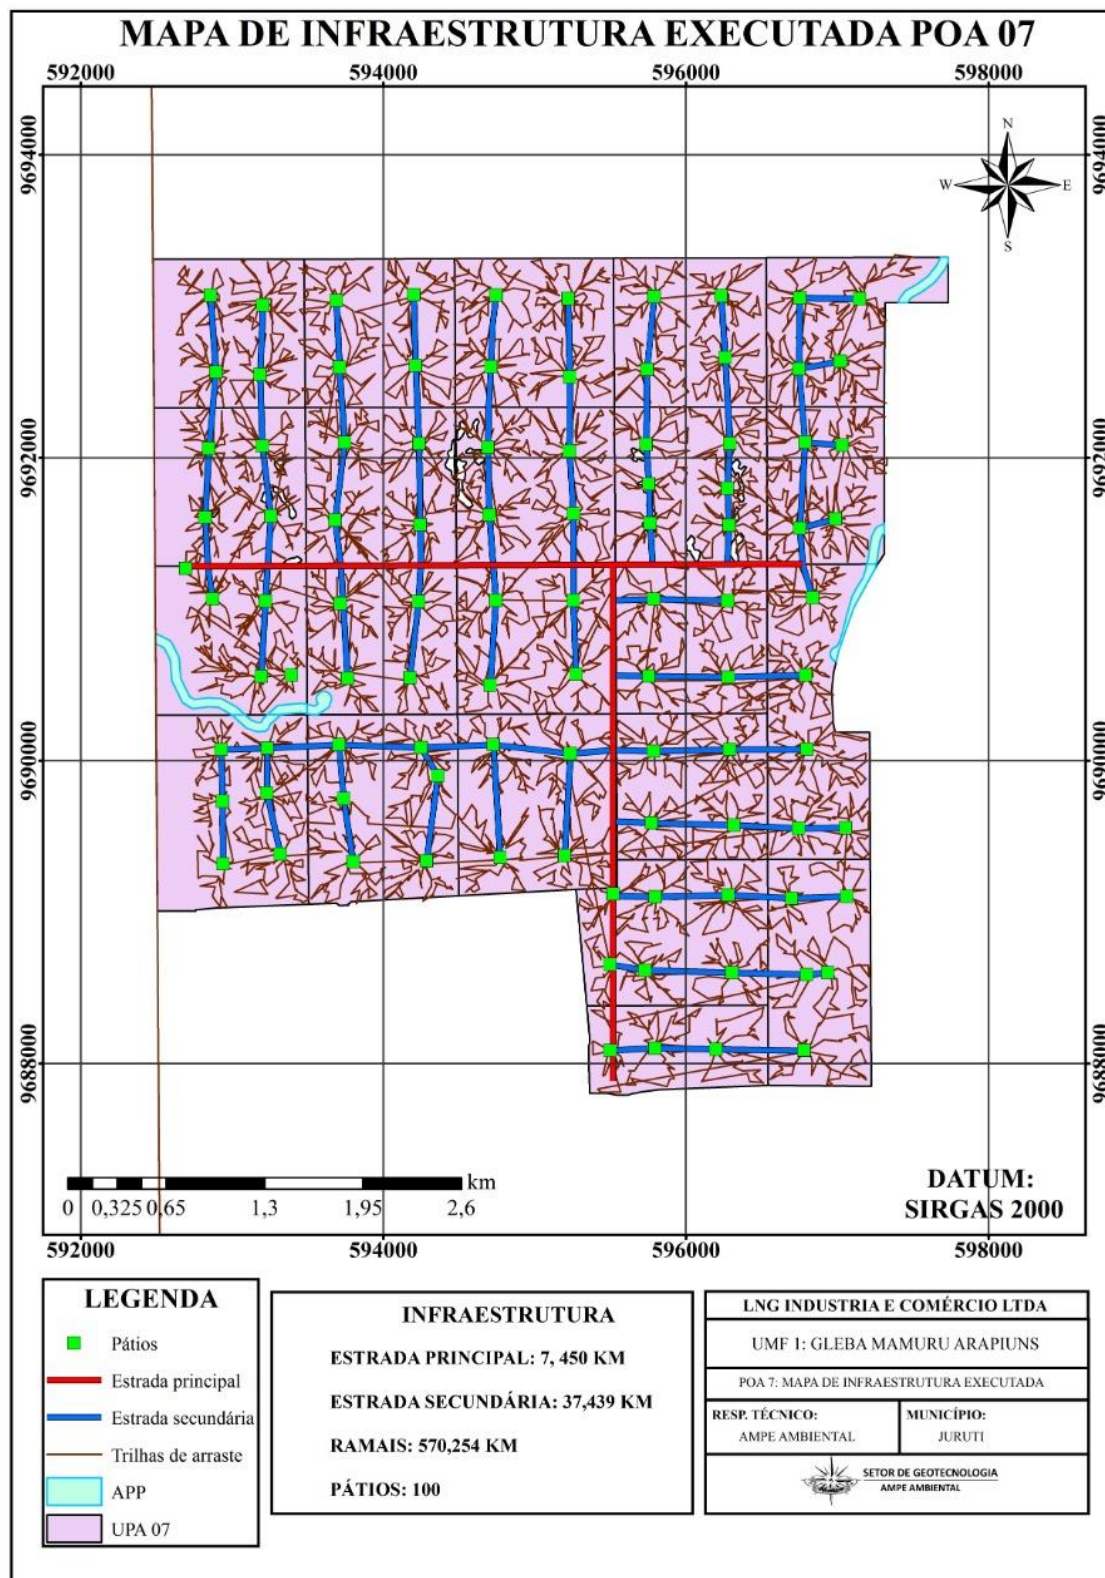 MAPA DE INFRAESTRUTURA EXECUTADA POA 07
592000
594000
596000
598000
9694000
9694000
N
W
E
S
9692000
9692000
9690000
9690000
9688000
9688000
km
0
0,325
0,65
1,3
1,95
2,6
DATUM:
SIRGAS 2000
592000
594000
596000
598000
LEGENDA
Pátios
Estrada principal
Estrada secundária
Trilhas de arraste
APP
UPA 07
INFRAESTRUTURA
ESTRADA PRINCIPAL: 7, 450 KM
ESTRADA SECUNDÁRIA: 37,439 KM
RAMAIS: 570,254 KM
PÁTIOS: 100
LNG INDUSTRIA E COMÉRCIO LTDA
UMF 1: GLEBA MAMURU ARAPIUNS
POA 7: MAPA DE INFRAESTRUTURA EXECUTADA
RESP. TÉCNICO:
AMPE AMBIENTAL
MUNICÍPIO:
JURUTI
SETOR DE GEOTECNOLOGIA
AMPE AMBIENTAL